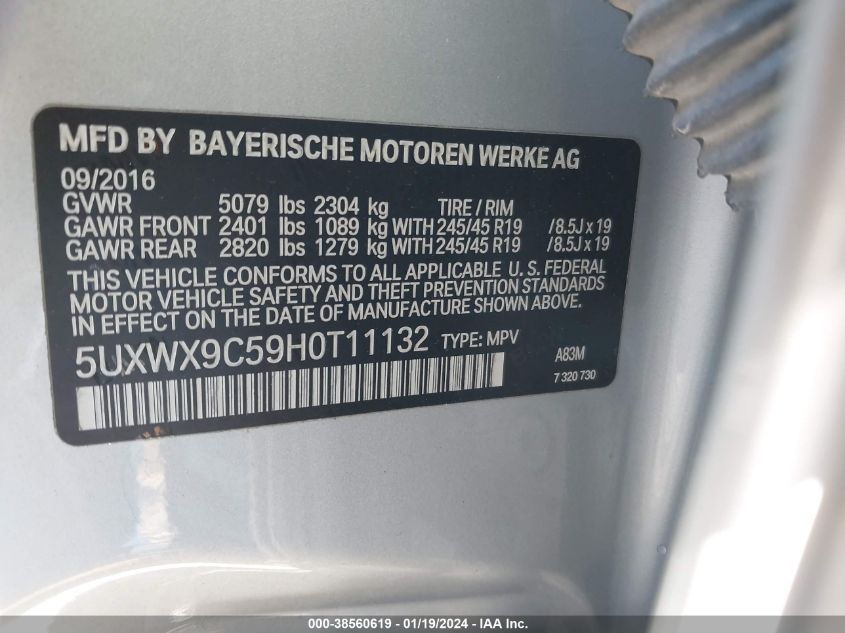 MFD BY BAYERISCHE MOTOREN WERKE AG
09/2016
GVWR 5079 lbs 2304 kg TIRE / RIM
GAWR FRONT 2401 lbs 1089 kg WITH 245/45 R19 /8.5J x 19
GAWR REAR 2820 lbs 1279 kg WITH 245/45 R19 /8.5J x 19
THIS VEHICLE CONFORMS TO ALL APPLICABLE U. S. FEDERAL
MOTOR VEHICLE SAFETY AND THEFT PREVENTION STANDARDS
IN EFFECT ON THE DATE OF MANUFACTURE SHOWN ABOVE.
5UXWX9C59H0T11132 TYPE: MPV A83M
7 320 730
000-38560619 - 01/19/2024 - IAA Inc.